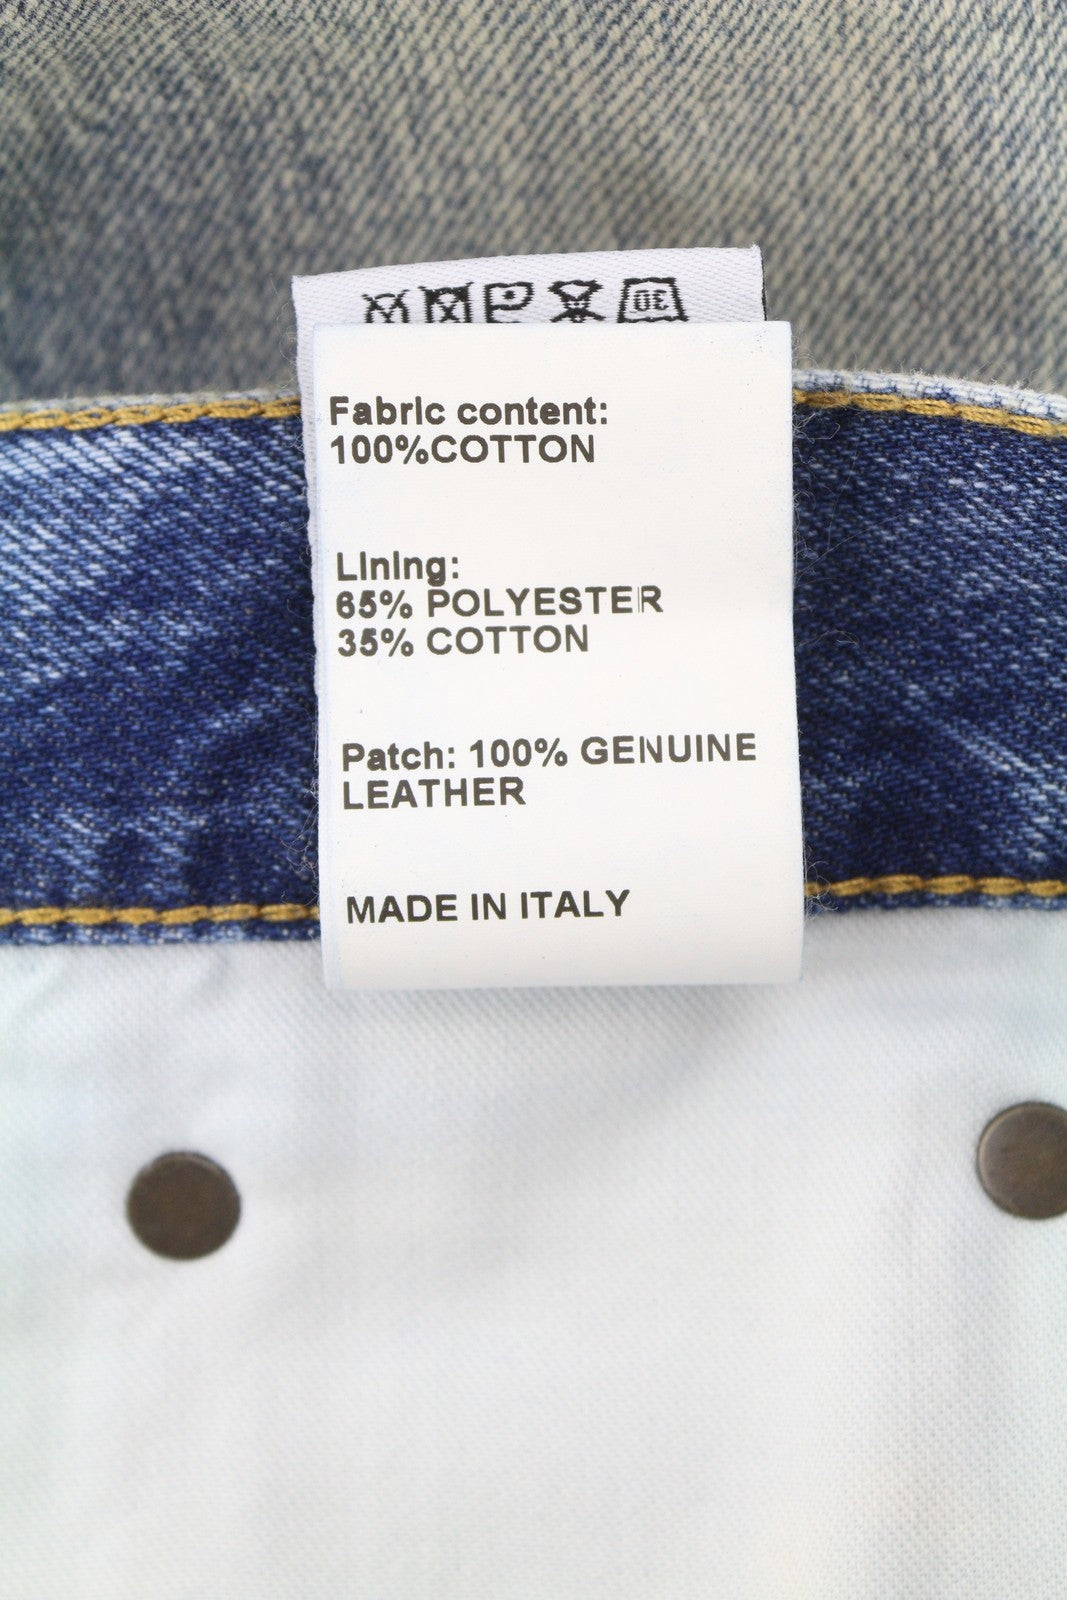 Fabric content:
100%COTTON
Lining:
65% POLYESTER
35% COTTON
Patch: 100% GENUINE
LEATHER
MADE IN ITALY